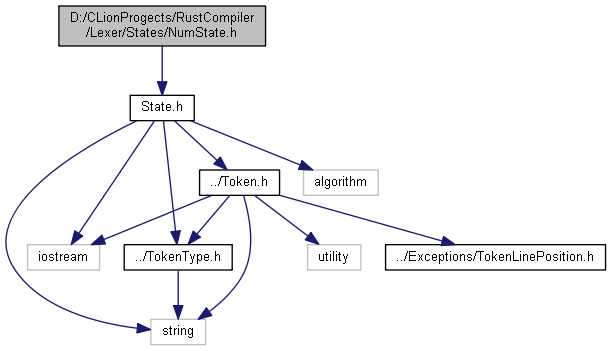 D:/CLionProgects/RustCompiler
/Lexer/States/NumState.h
State.h
../Token.h
algorithm
iostream
../TokenType.h
utility
../Exceptions/TokenLinePosition.h
string